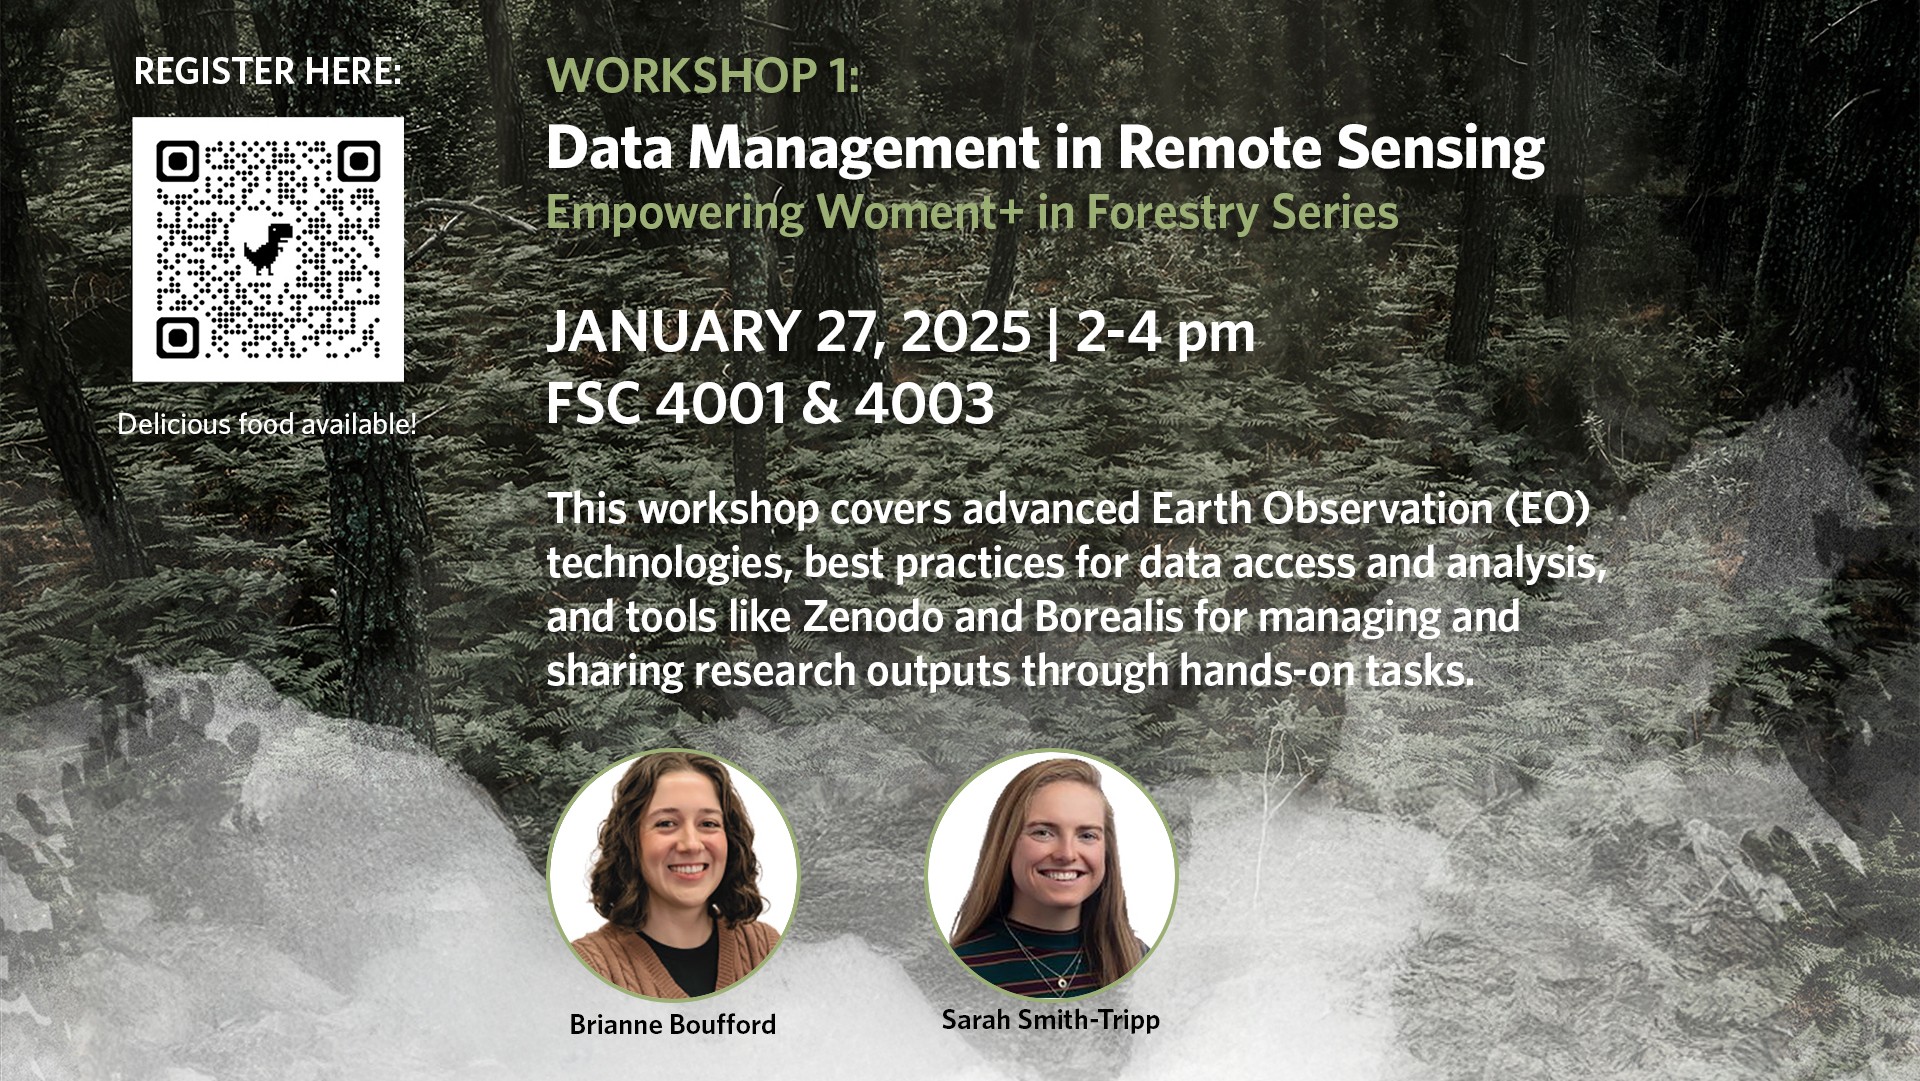 REGISTER HERE:
Delicious food available!
WORKSHOP 1:
Data Management in Remote Sensing
Empowering Woment+ in Forestry Series
JANUARY 27, 2025 | 2-4 pm
FSC 4001 & 4003
This workshop covers advanced Earth Observation (EO)
technologies, best practices for data access and analysis,
and tools like Zenodo and Borealis for managing and
sharing research outputs through hands-on tasks.
Brianne Boufford
Sarah Smith-Tripp